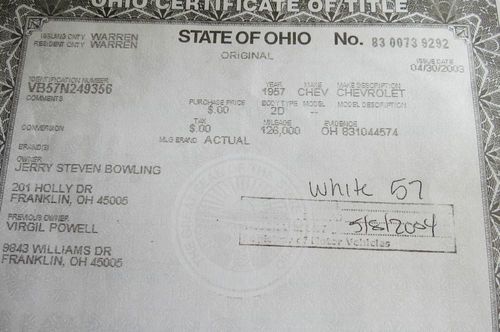 OHIO CERTIFICATE OF TITLE
ISSUING CNTY WARREN
RESIDENT CNTY WARREN
STATE OF OHIO No. 83 0073 9292
ORIGINAL
ISSUE DATE
04/30/2003
IDENTIFICATION NUMBER YEAR MAKE MAKE DESCRIPTION
VB57N249356 1957 CHEV CHEVROLET
COMMENTS PURCHASE PRICE BODY TYPE MODEL MODEL DESCRIPTION
$.00 2D --
CONVERSION TAX MILEAGE EVIDENCE
$.00 126,000 OH 831044574
BRAND(S) MLG BRAND ACTUAL
OWNER
JERRY STEVEN BOWLING
201 HOLLY DR
FRANKLIN, OH 45005
White 57
PREVIOUS OWNER
VIRGIL POWELL
5/8/2004
of Motor Vehicles
9843 WILLIAMS DR
FRANKLIN, OH 45005